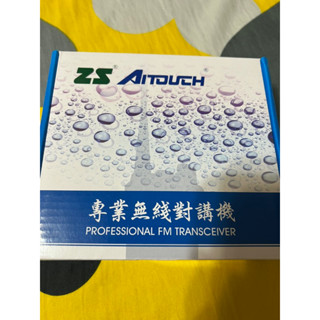 ZS® AITOUCH®
專業無綫對講機
PROFESSIONAL FM TRANSCEIVER